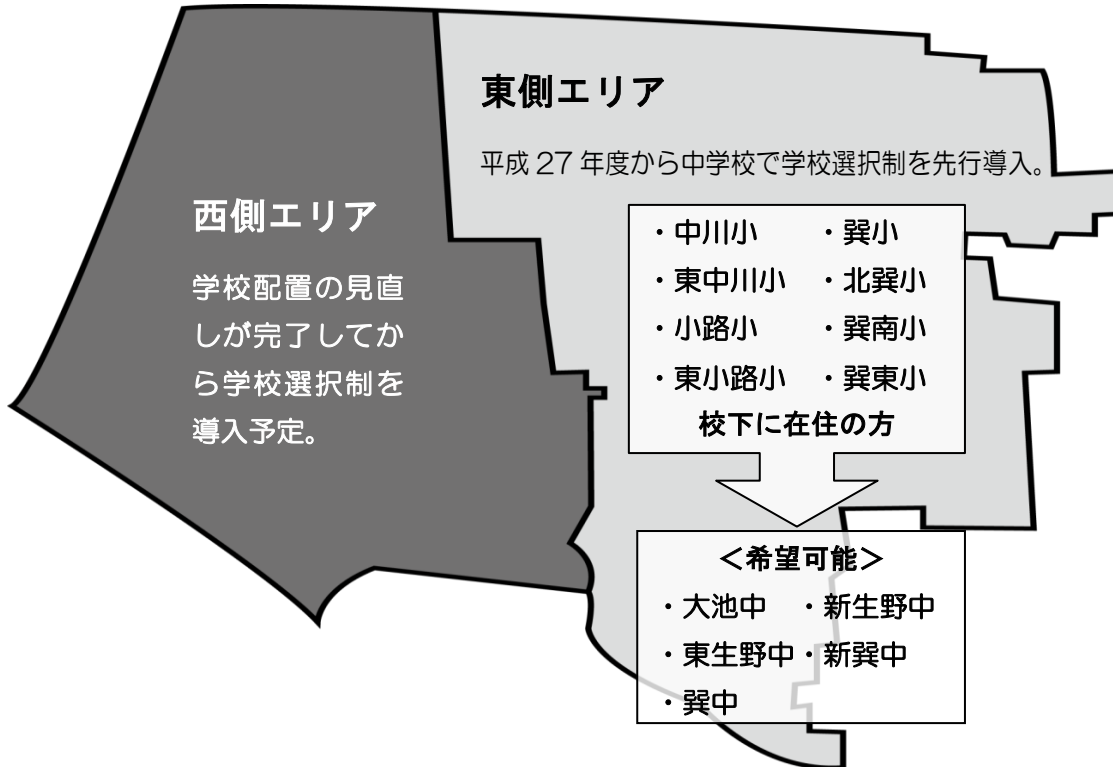 東側エリア
平成 27 年度から中学校で学校選択制を先行導入。
西側エリア
学校配置の見直
しが完了してか
ら学校選択制を
導入予定。
・中川小 ・巽小
・東中川小 ・北巽小
・小路小 ・巽南小
・東小路小 ・巽東小
校下に在住の方
＜希望可能＞
・大池中 ・新生野中
・東生野中・新巽中
・巽中